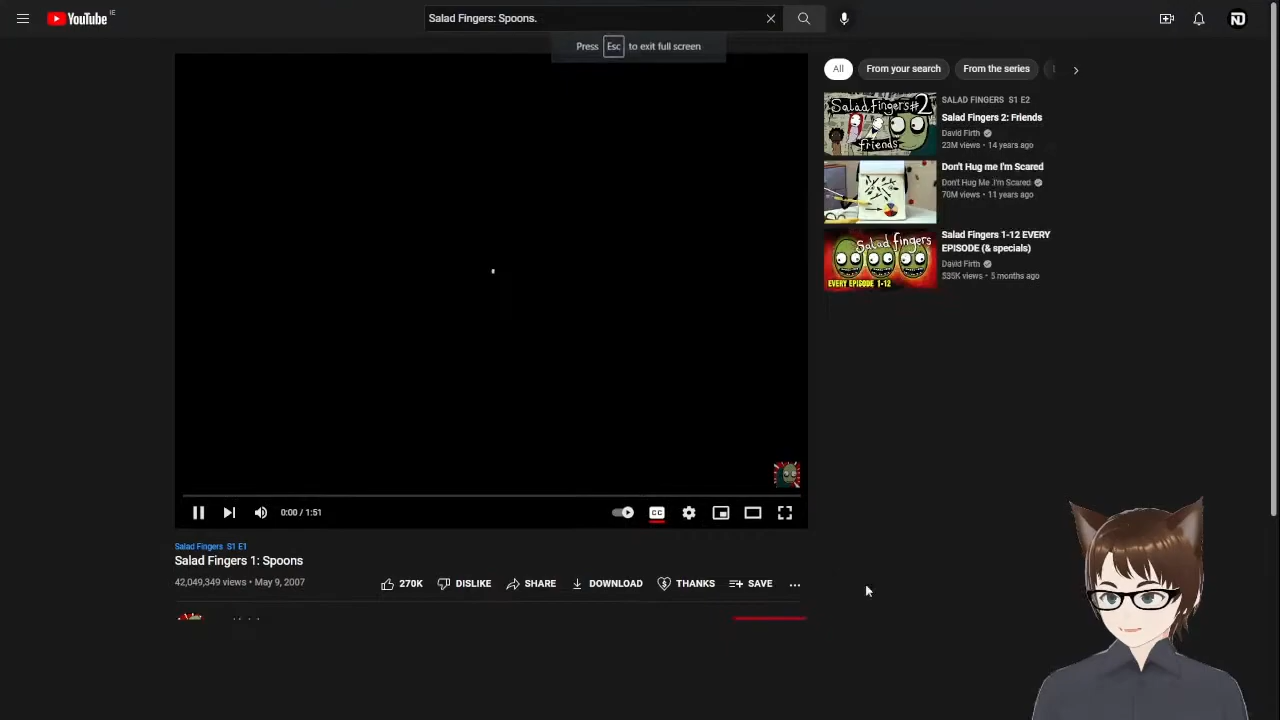 YouTube IE
Salad Fingers: Spoons.
Press Esc to exit full screen
All From your search From the series
Salad Fingers #2
friends
SALAD FINGERS S1 E2
Salad Fingers 2: Friends
David Firth
23M views • 14 years ago
Don't Hug me I'm Scared
Don't Hug Me .I'm Scared
70M views • 11 years ago
Salad fingers
EVERY EPISODE 1-12
Salad Fingers 1-12 EVERY
EPISODE (& specials)
David Firth
535K views • 5 months ago
0:00 / 1:51
CC
Salad Fingers S1 E1
Salad Fingers 1: Spoons
42,049,349 views • May 9, 2007
270K DISLIKE SHARE DOWNLOAD THANKS SAVE